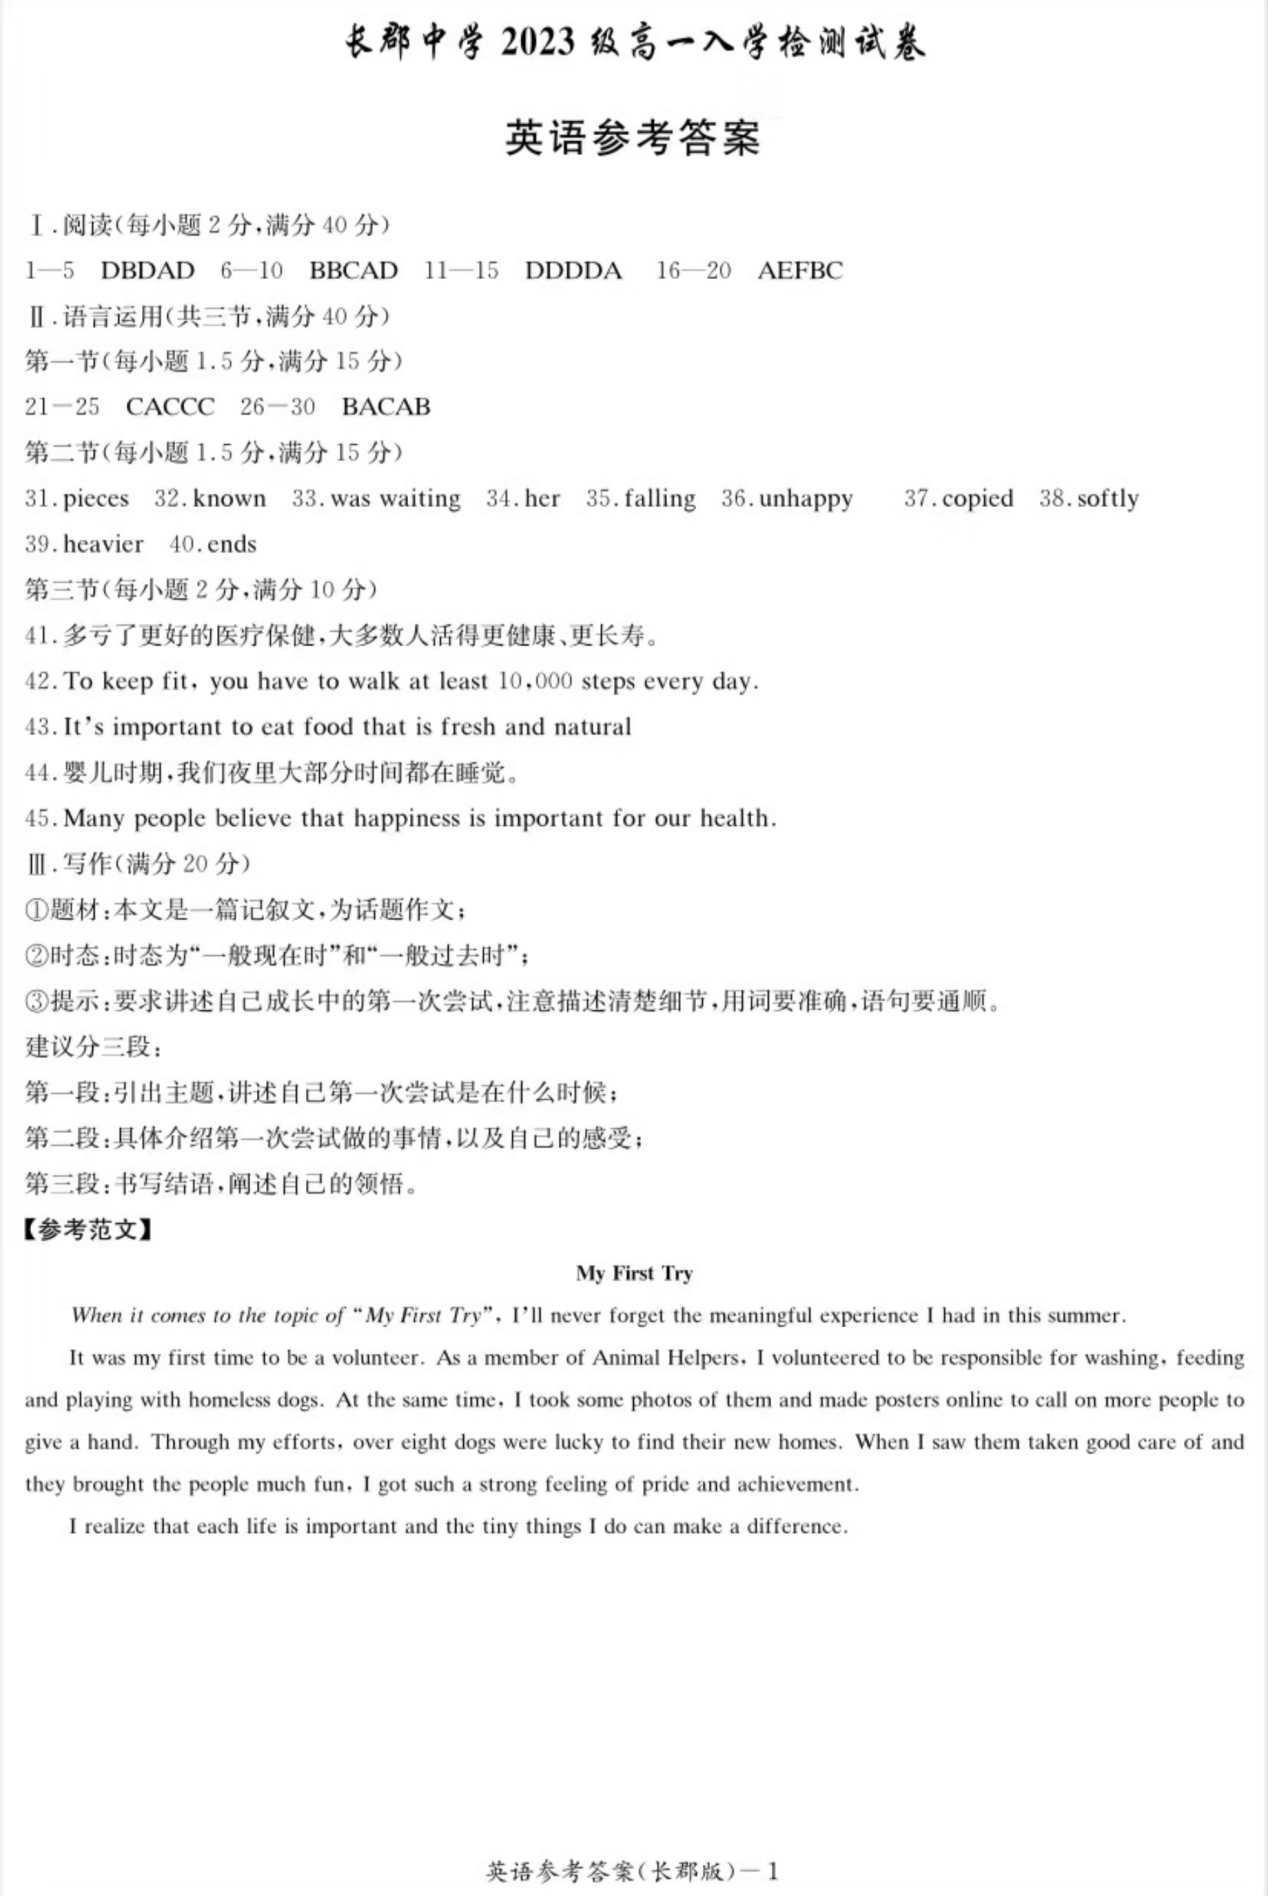 长郡中学 2023 级高一入学检测试卷
英语参考答案
Ⅰ.阅读(每小题 2 分,满分 40 分)
1—5 DBDAD 6—10 BBCAD 11—15 DDDDA 16—20 AEFBC
Ⅱ.语言运用(共三节,满分 40 分)
第一节(每小题 1.5 分,满分 15 分)
21—25 CACCC 26—30 BACAB
第二节(每小题 1.5 分,满分 15 分)
31. pieces 32. known 33. was waiting 34. her 35. falling 36. unhappy 37. copied 38. softly
39. heavier 40. ends
第三节(每小题 2 分,满分 10 分)
41. 多亏了更好的医疗保健,大多数人活得更健康、更长寿。
42. To keep fit, you have to walk at least 10,000 steps every day.
43. It's important to eat food that is fresh and natural
44. 婴儿时期,我们夜里大部分时间都在睡觉。
45. Many people believe that happiness is important for our health.
Ⅲ.写作(满分 20 分)
①题材:本文是一篇记叙文,为话题作文;
②时态:时态为“一般现在时”和“一般过去时”;
③提示:要求讲述自己成长中的第一次尝试,注意描述清楚细节,用词要准确,语句要通顺。
建议分三段:
第一段:引出主题,讲述自己第一次尝试是在什么时候;
第二段:具体介绍第一次尝试做的事情,以及自己的感受;
第三段:书写结语,阐述自己的领悟。
【参考范文】
My First Try
When it comes to the topic of “My First Try”, I'll never forget the meaningful experience I had in this summer.
It was my first time to be a volunteer. As a member of Animal Helpers, I volunteered to be responsible for washing, feeding
and playing with homeless dogs. At the same time, I took some photos of them and made posters online to call on more people to
give a hand. Through my efforts, over eight dogs were lucky to find their new homes. When I saw them taken good care of and
they brought the people much fun, I got such a strong feeling of pride and achievement.
I realize that each life is important and the tiny things I do can make a difference.
英语参考答案(长郡版)—1